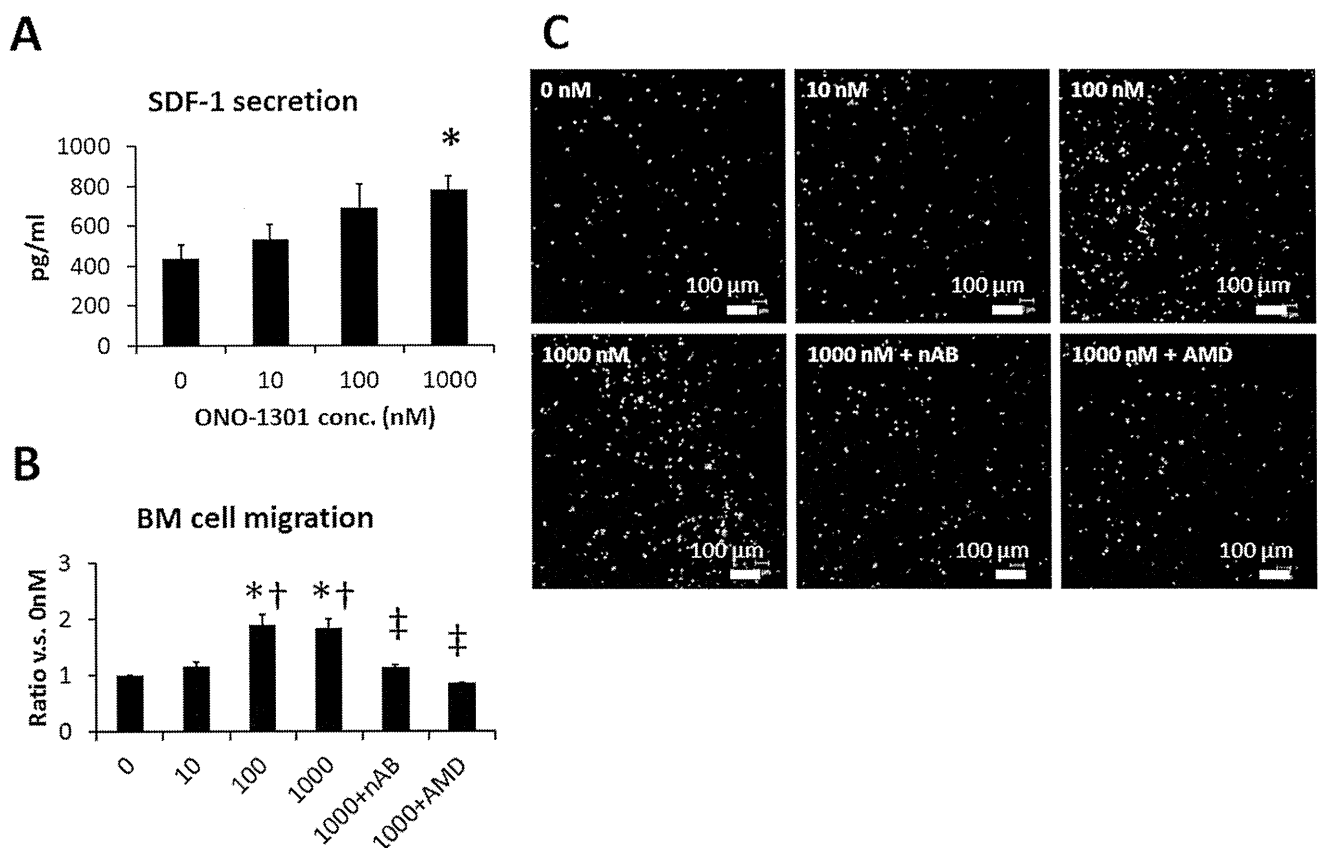 A
SDF-1 secretion
1000
800
600
400
200
0
pg/ml
*
0 10 100 1000
ONO-1301 conc. (nM)
B
BM cell migration
3
2
1
0
Ratio v.s. 0nM
*† *† ‡ ‡
0 10 100 1000 1000+nAB 1000+AMD
C
0 nM 10 nM 100 nM
100 µm 100 µm 100 µm
1000 nM 1000 nM + nAB 1000 nM + AMD
100 µm 100 µm 100 µm